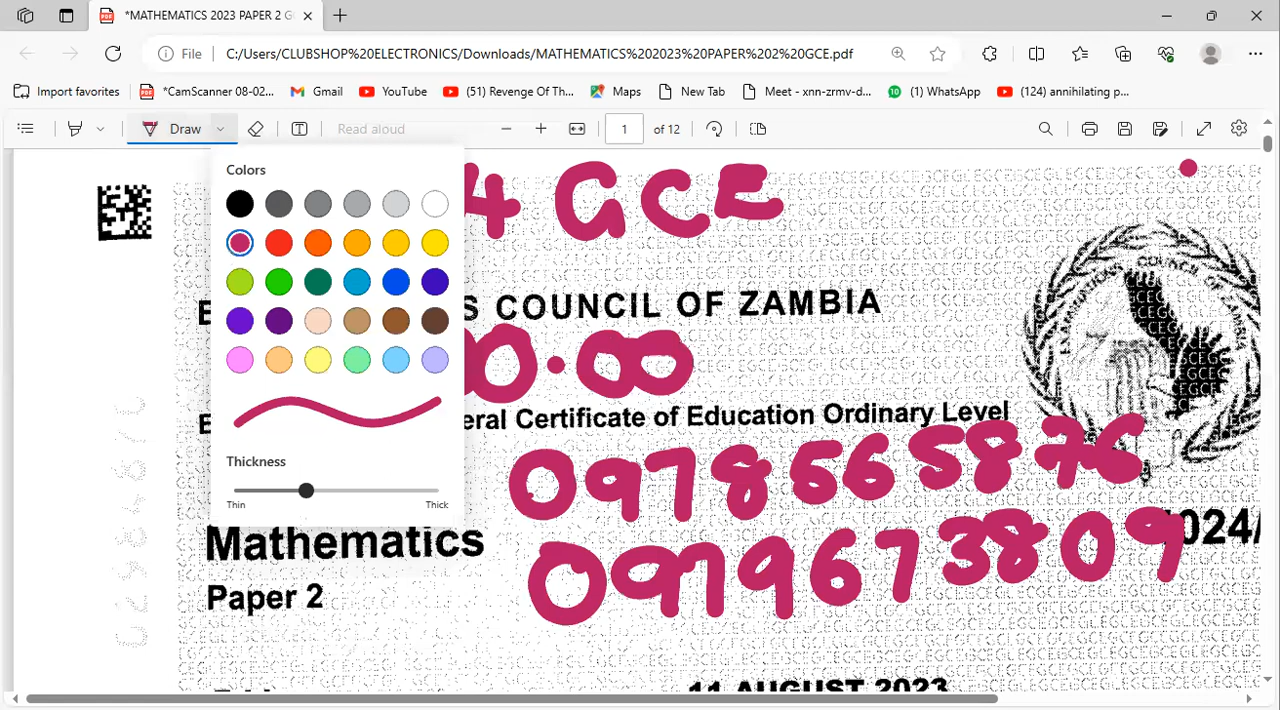 *MATHEMATICS 2023 PAPER 2 G
File C:/Users/CLUBSHOP%20ELECTRONICS/Downloads/MATHEMATICS%202023%20PAPER%202%20GCE.pdf
Import favorites *CamScanner 08-02... Gmail YouTube (51) Revenge Of Th... Maps New Tab Meet - xnn-zrmv-d... (1) WhatsApp (124) annihilating p...
Draw Read aloud 1 of 12
Colors
4 GCE
S COUNCIL OF ZAMBIA
0.00
eral Certificate of Education Ordinary Level
0978565876
Thickness
Thin Thick
Mathematics
1024/
0919673809
Paper 2
11 AUGUST 2023